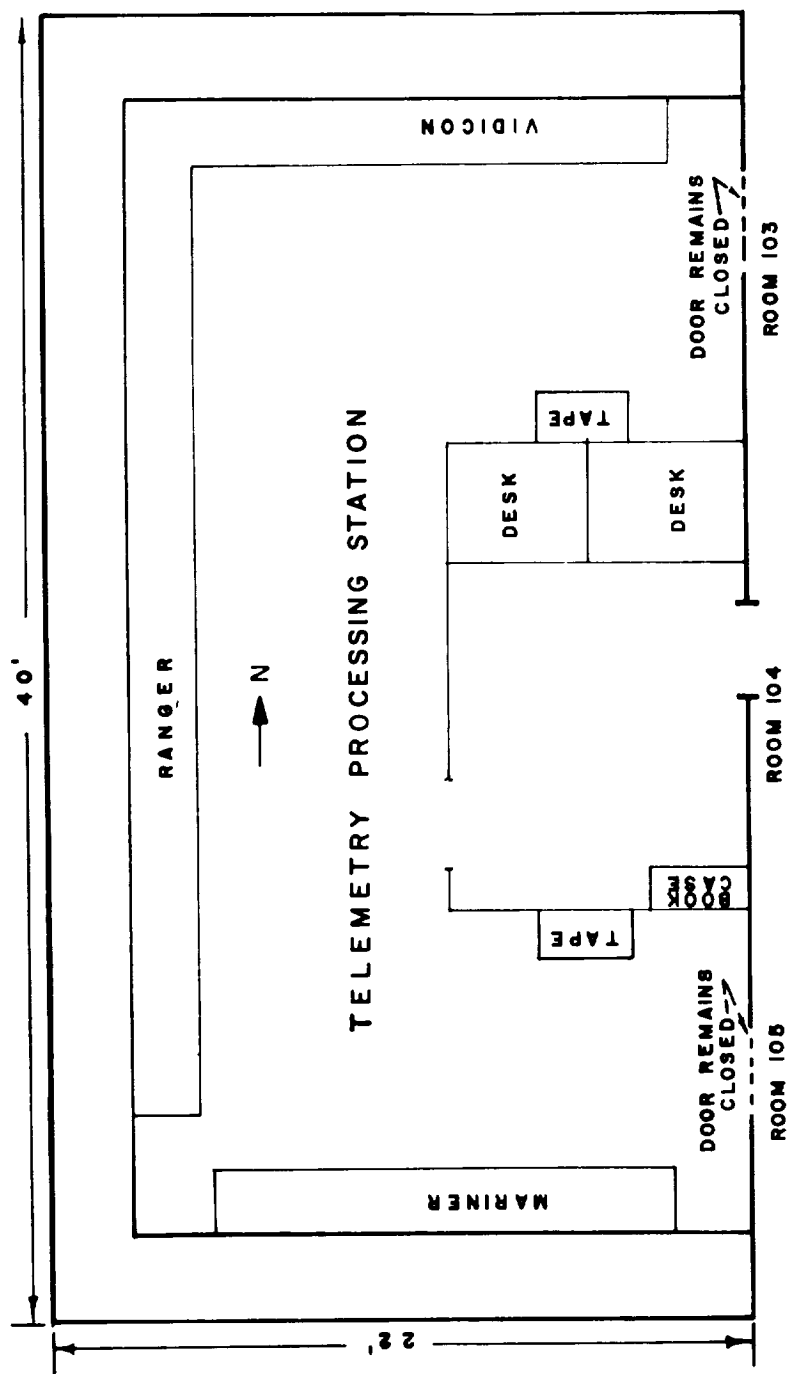 40'
RANGER
VIDICON
N
TELEMETRY PROCESSING STATION
22'
MARINER
TAPE
BOOK
CASE
DESK
DESK
TAPE
DOOR REMAINS
CLOSED
ROOM 105
ROOM 104
DOOR REMAINS
CLOSED
ROOM 103